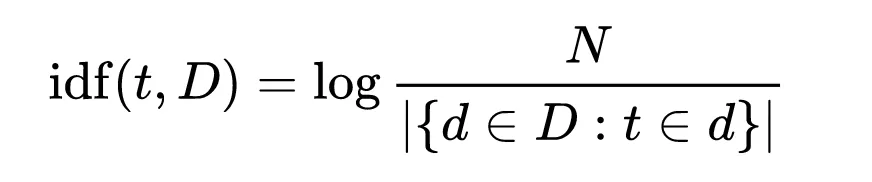 idf(t, D) = log N / |{d ∈ D : t ∈ d}|